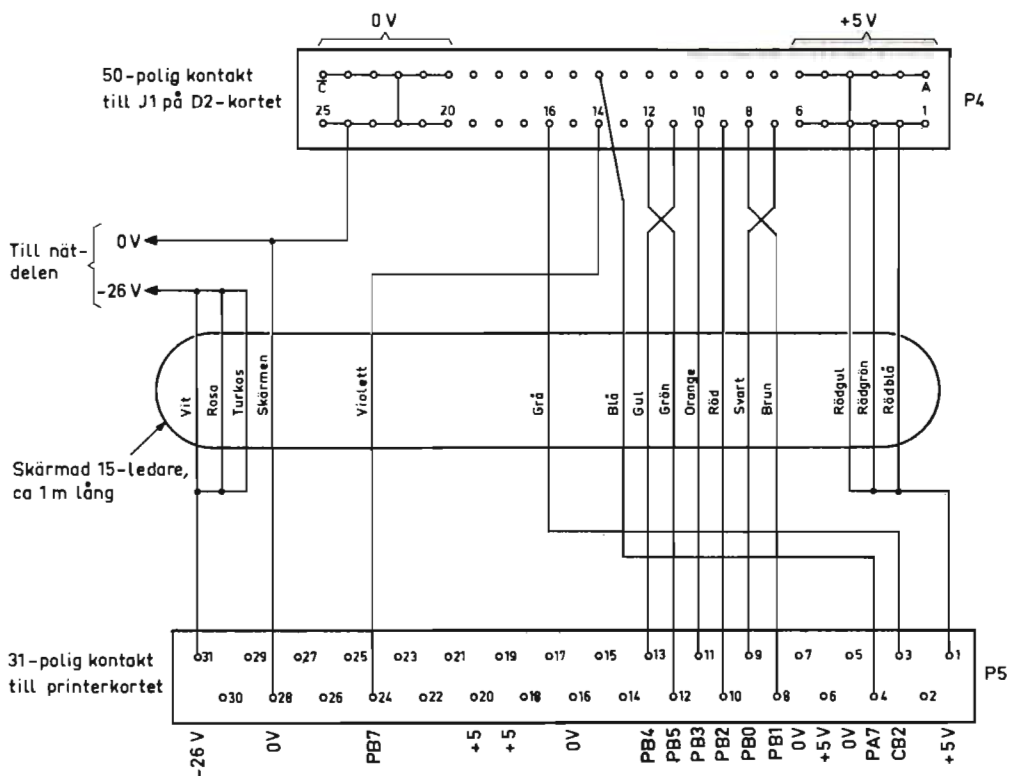 0 V
+5 V
50-polig kontakt
till J1 på D2-kortet
C
A
25
20
16
14
12
10
8
6
1
P4
Till nät-
delen
0 V
-26 V
Vit
Rosa
Turkos
Skärmen
Violett
Grå
Blå
Gul
Grön
Orange
Röd
Svart
Brun
Rödgul
Rödgrön
Rödblå
Skärmad 15-ledare,
ca 1 m lång
31-polig kontakt
till printerkortet
31 29 27 25 23 21 19 17 15 13 11 9 7 5 3 1
30 28 26 24 22 20 18 16 14 12 10 8 6 4 2
P5
-26 V
0V
PB7
+5
+5
0V
PB4
PB5
PB3
PB2
PB0
PB1
0V
+5V
0V
PA7
CB2
+5V